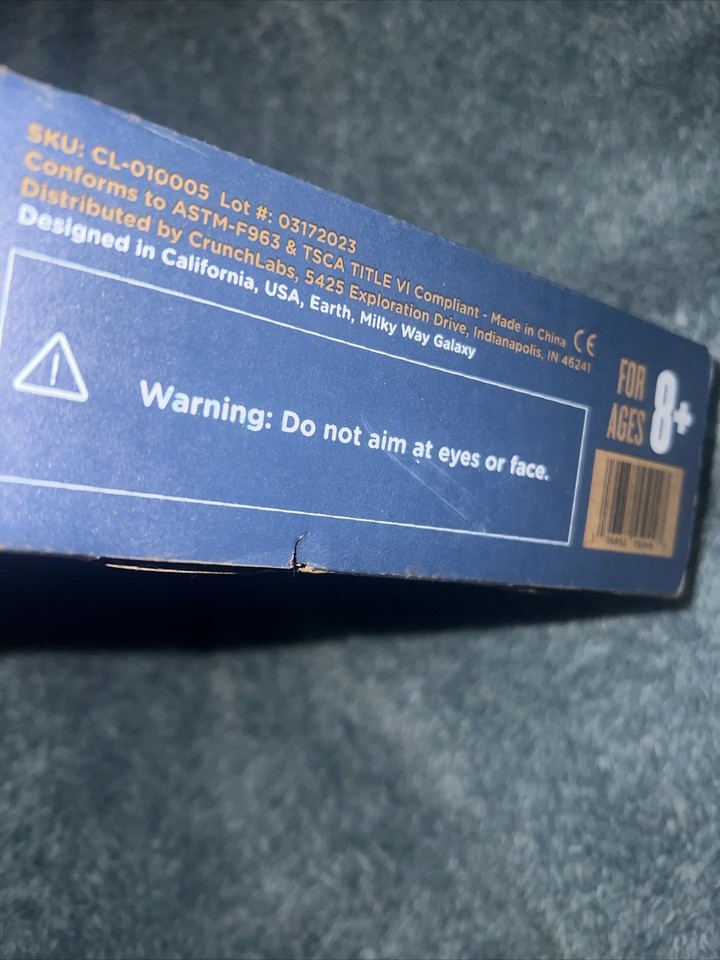 SKU: CL-010005 Lot #: 03172023
Conforms to ASTM-F963 & TSCA TITLE VI Compliant - Made in China CE
Distributed by CrunchLabs, 5425 Exploration Drive, Indianapolis, IN 46241
Designed in California, USA, Earth, Milky Way Galaxy
Warning: Do not aim at eyes or face.
FOR
AGES
8+